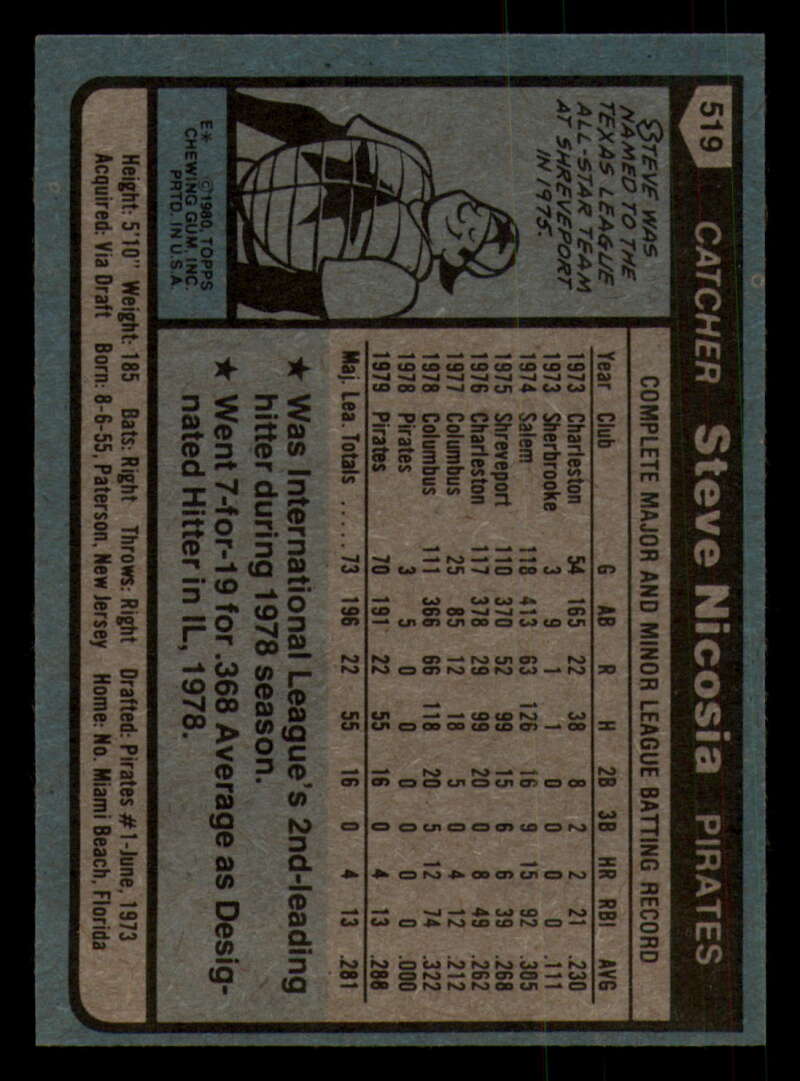 519 CATCHER Steve Nicosia PIRATES
STEVE WAS
NAMED TO THE
TEXAS LEAGUE
ALL-STAR TEAM
AT SHREVEPORT
IN 1975.
E* ©1980, TOPPS
CHEWING GUM, INC.
PRTD. IN U.S.A.
COMPLETE MAJOR AND MINOR LEAGUE BATTING RECORD
Year Club G AB R H 2B 3B HR RBI AVG
1973 Charleston 54 165 22 38 8 2 2 21 .230
1973 Sherbrooke 3 9 1 1 0 0 0 0 .111
1974 Salem 118 413 63 126 16 9 15 92 .305
1975 Shreveport 110 370 52 99 15 6 6 39 .268
1976 Charleston 117 378 29 99 20 0 8 49 .262
1977 Columbus 25 85 12 18 5 0 4 12 .212
1978 Columbus 111 366 66 118 20 5 12 74 .322
1978 Pirates 3 5 0 0 0 0 0 0 .000
1979 Pirates 70 191 22 55 16 0 4 13 .288
Maj. Lea. Totals ..... 73 196 22 55 16 0 4 13 .281
★ Was International League's 2nd-leading
hitter during 1978 season.
★ Went 7-for-19 for .368 Average as Desig-
nated Hitter in IL, 1978.
Height: 5'10" Weight: 185 Bats: Right Throws: Right Drafted: Pirates #1-June, 1973
Acquired: Via Draft Born: 8-6-55, Paterson, New Jersey Home: No. Miami Beach, Florida